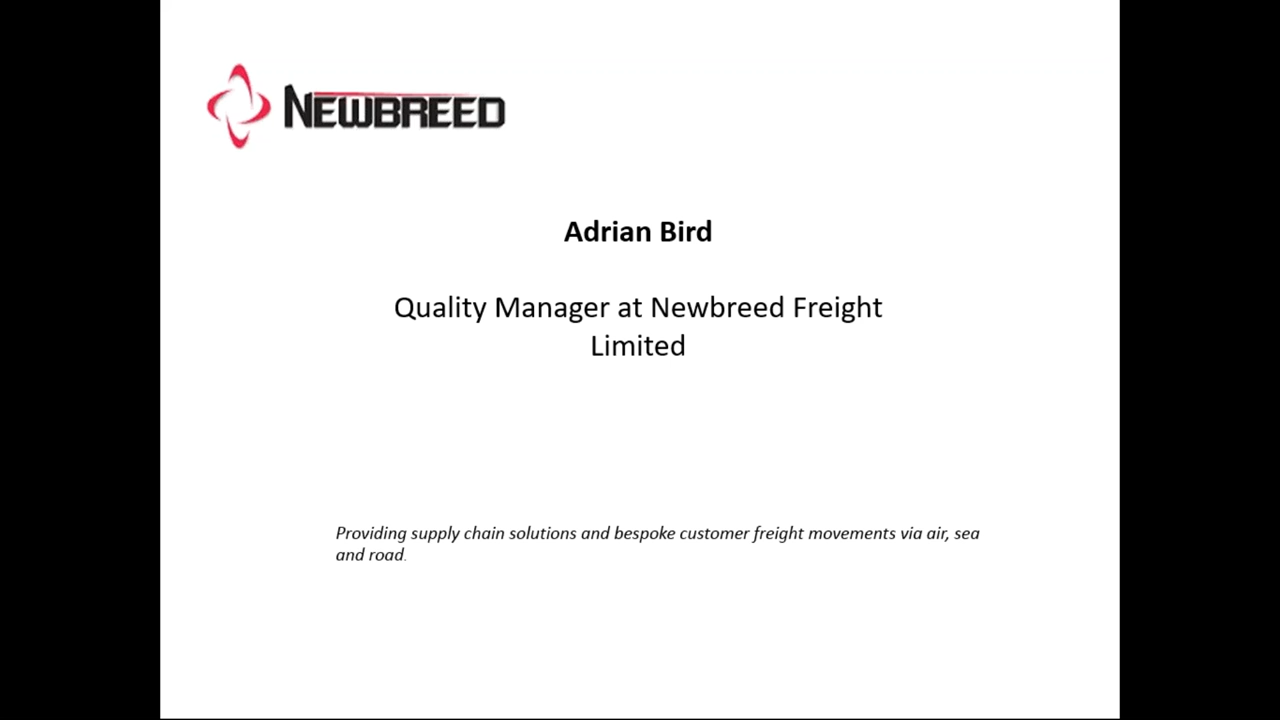 NEWBREED
Adrian Bird
Quality Manager at Newbreed Freight
Limited
Providing supply chain solutions and bespoke customer freight movements via air, sea
and road.